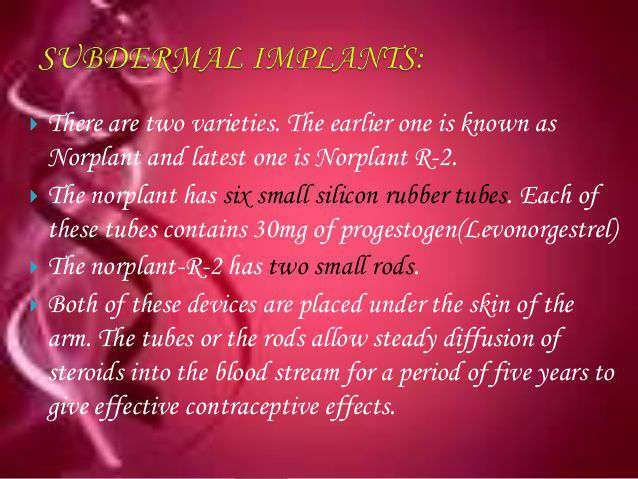 SUBDERMAL IMPLANTS:
There are two varieties. The earlier one is known as
Norplant and latest one is Norplant R-2.
The norplant has six small silicon rubber tubes. Each of
these tubes contains 30mg of progestogen(Levonorgestrel)
The norplant-R-2 has two small rods.
Both of these devices are placed under the skin of the
arm. The tubes or the rods allow steady diffusion of
steroids into the blood stream for a period of five years to
give effective contraceptive effects.